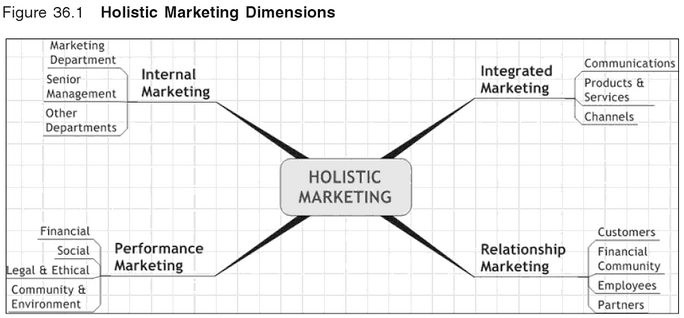 Figure 36.1 Holistic Marketing Dimensions
Marketing
Department
Senior
Management
Other
Departments
Internal
Marketing
Integrated
Marketing
Communications
Products &
Services
Channels
HOLISTIC
MARKETING
Financial
Social
Legal & Ethical
Community &
Environment
Performance
Marketing
Relationship
Marketing
Customers
Financial
Community
Employees
Partners